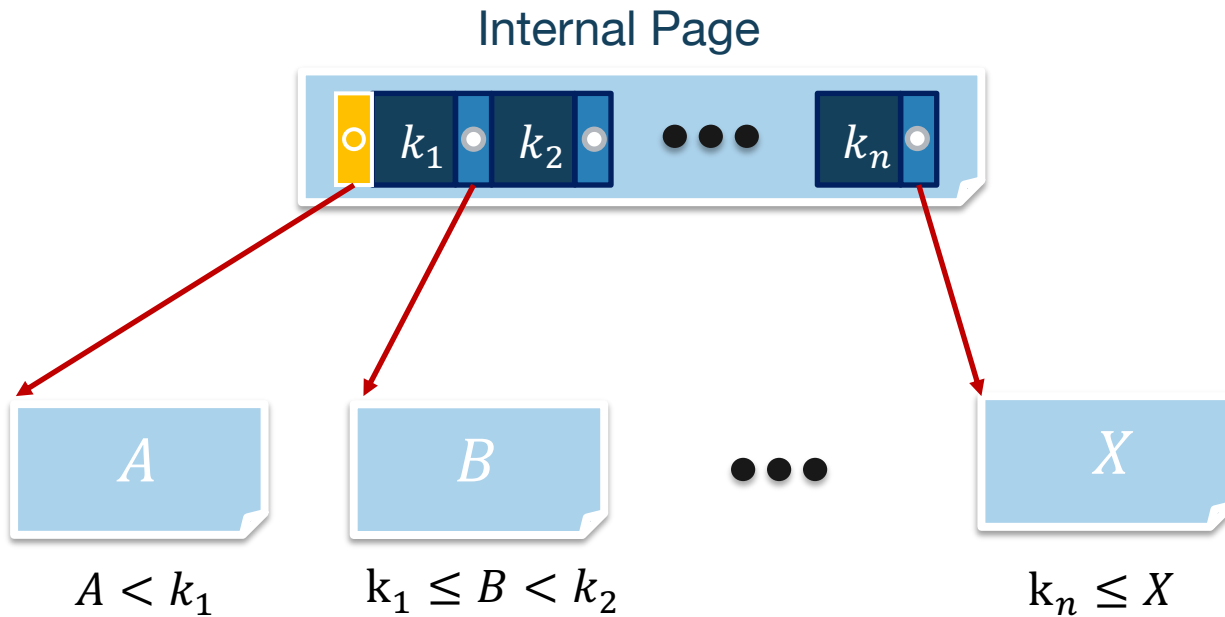 Internal Page
k₁ k₂ ●●● kₙ
A B ●●● X
A < k₁ k₁ ≤ B < k₂ kₙ ≤ X